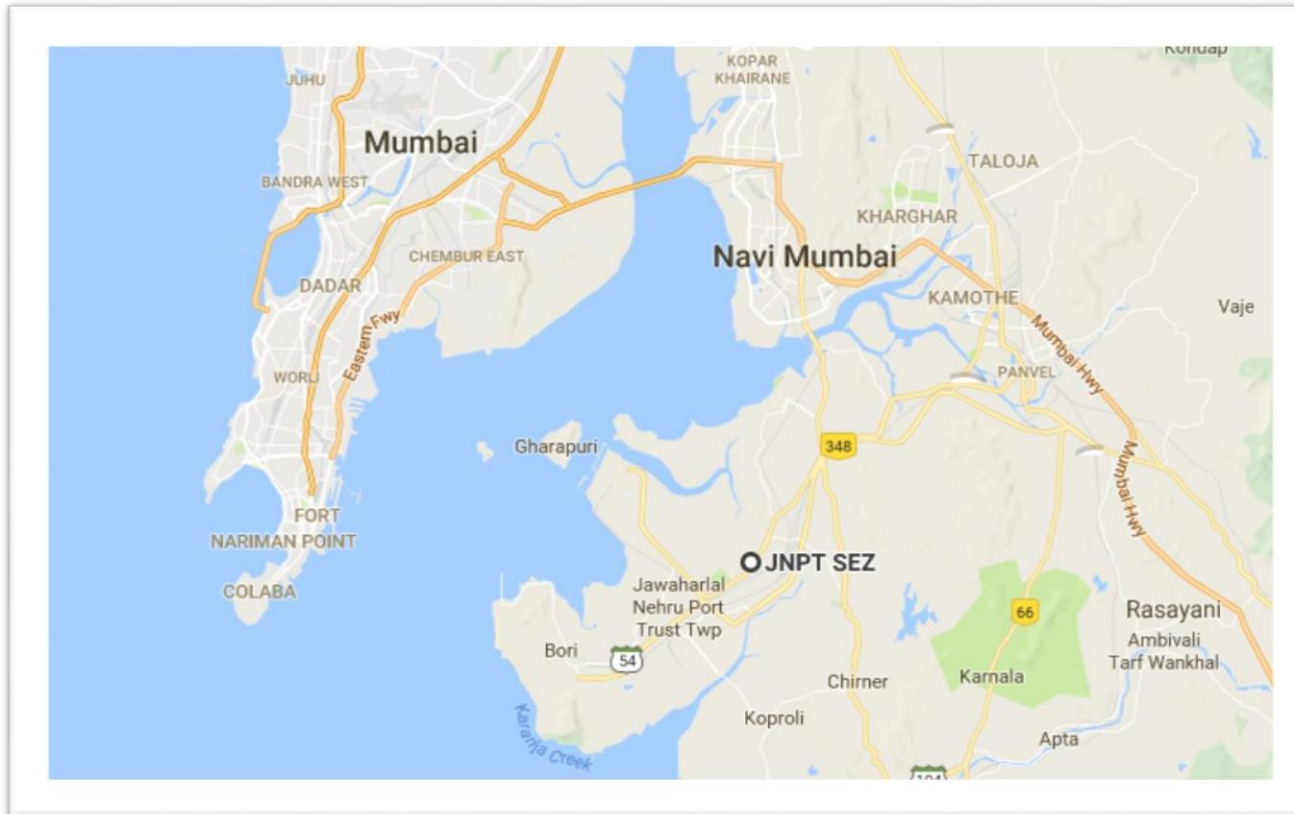 Kondap
KOPAR
KHAIRANE
JUHU
Mumbai
TALOJA
BANDRA WEST
KHARGHAR
CHEMBUR EAST
Navi Mumbai
DADAR
KAMOTHE
Vaje
Eastern Fwy
Mumbai Hwy
WORLI
PANVEL
Gharapuri
348
Mumbai Hwy
FORT
NARIMAN POINT
JNPT SEZ
COLABA
Jawaharlal
Nehru Port
Trust Twp
66
Rasayani
Bori
54
Ambivali
Tarf Wankhal
Karnala
Chirner
Koproli
Karanja Creek
Apta
104